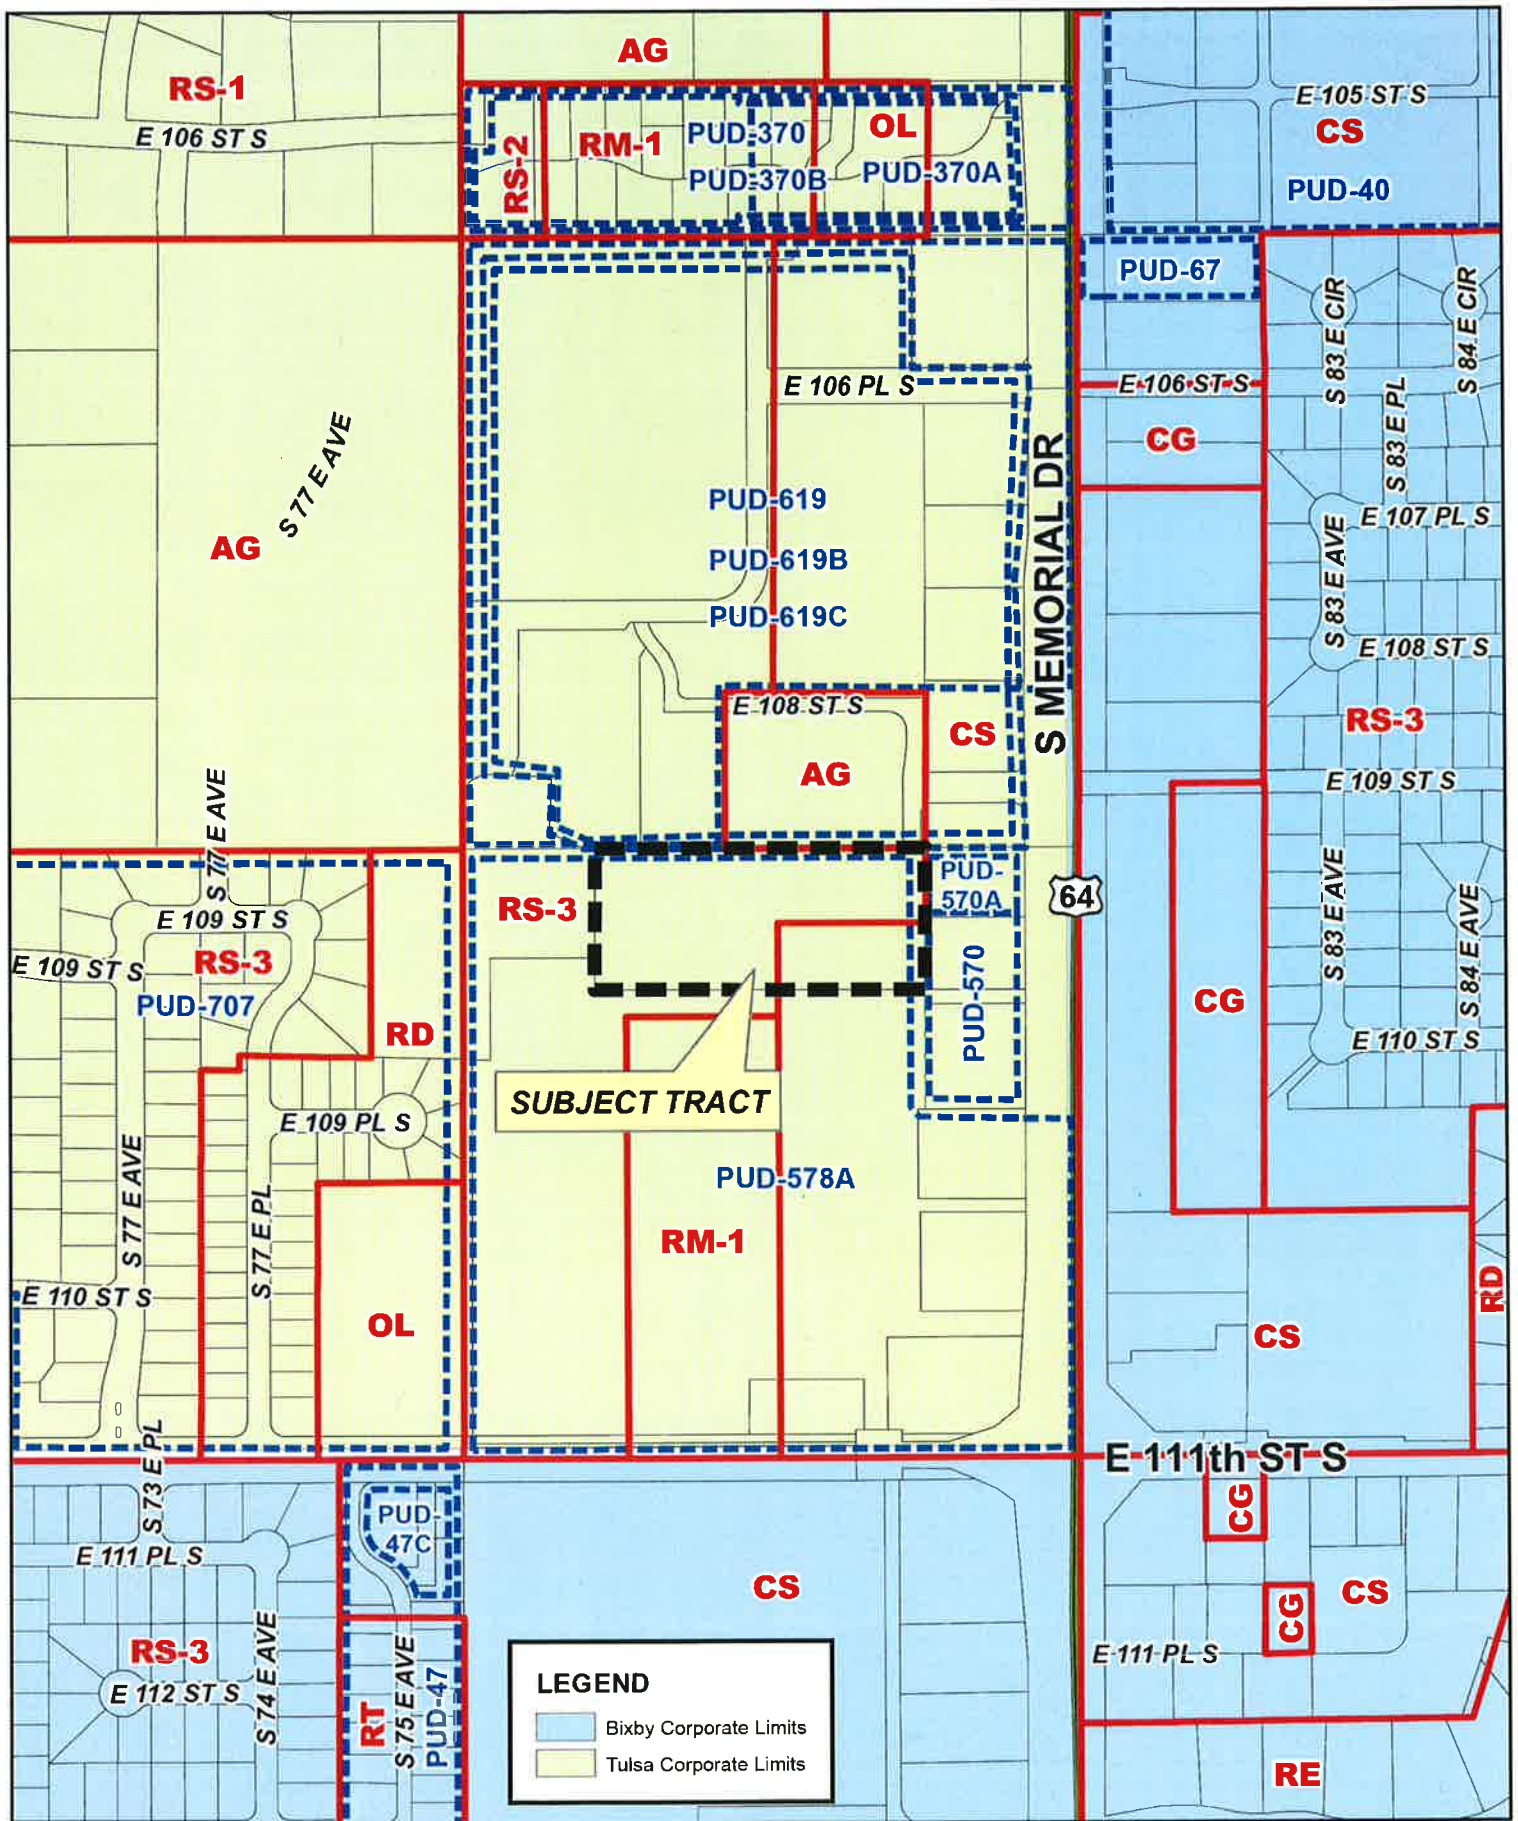 AG
RS-1
E 106 ST S
RS-2
RM-1
PUD-370
PUD-370B
OL
PUD-370A
E 105 ST S
CS
PUD-40
PUD-67
S 83 E CIR
S 84 E CIR
E 106 PL S
E 106 ST S
S 83 E PL
CG
S 77 E AVE
AG
PUD-619
PUD-619B
PUD-619C
S MEMORIAL DR
E 107 PL S
S 83 E AVE
E 108 ST S
E 108 ST S
CS
AG
RS-3
E 109 ST S
S 77 E AVE
E 109 ST S
RS-3
E 109 ST S
PUD-707
RD
RS-3
PUD-
570A
64
PUD-570
S 83 E AVE
S 84 E AVE
CG
E 110 ST S
SUBJECT TRACT
E 109 PL S
S 77 E AVE
S 77 E PL
PUD-578A
RM-1
E 110 ST S
OL
CS
RD
S 73 E PL
E 111th ST S
PUD-
47C
CG
E 111 PL S
CS
CS
CG
E 111 PL S
RS-3
E 112 ST S
S 74 E AVE
RT
S 75 E AVE
PUD-47
LEGEND
Bixby Corporate Limits
Tulsa Corporate Limits
RE